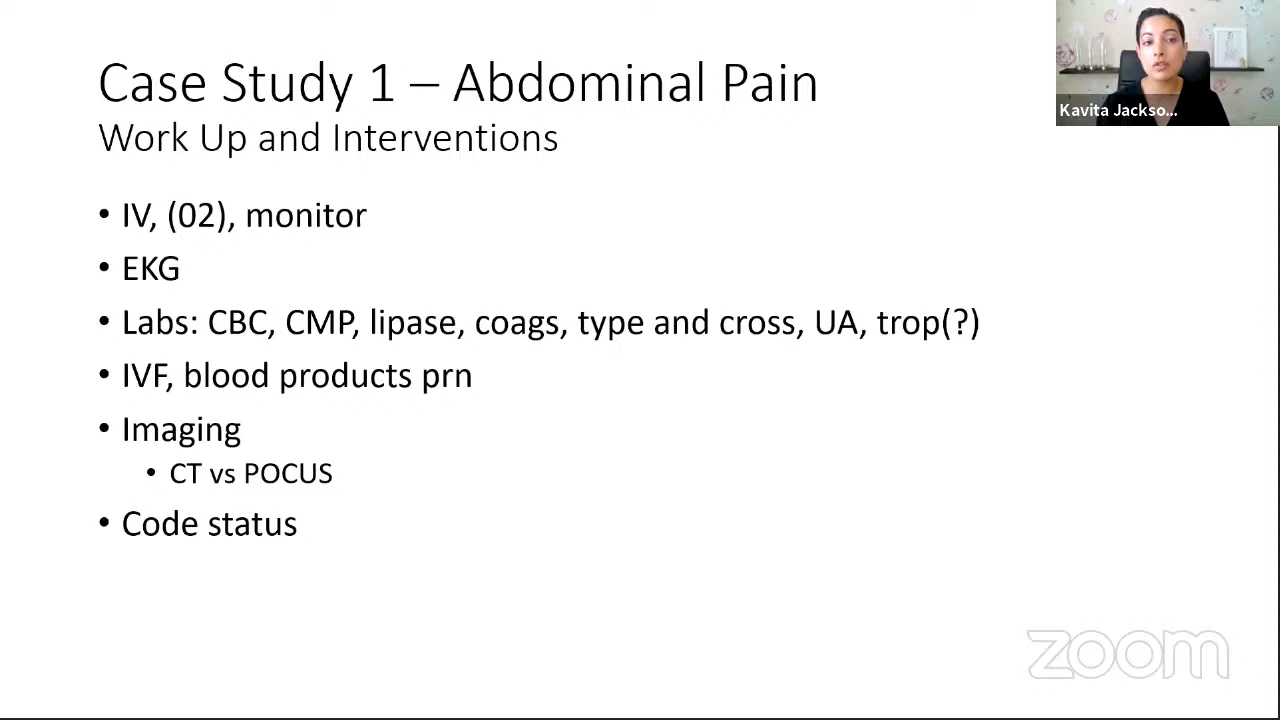 Case Study 1 – Abdominal Pain
Work Up and Interventions
• IV, (02), monitor
• EKG
• Labs: CBC, CMP, lipase, coags, type and cross, UA, trop(?)
• IVF, blood products prn
• Imaging
• CT vs POCUS
• Code status
Kavita Jackso...
zoom